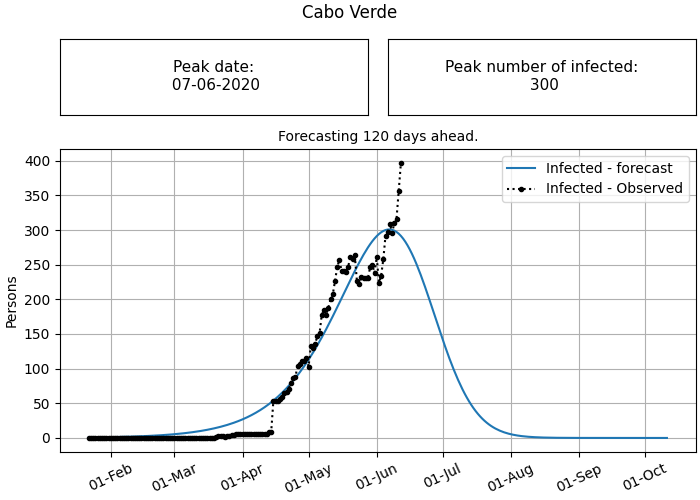 Cabo Verde
Peak date:
07-06-2020
Peak number of infected:
300
Forecasting 120 days ahead.
Infected - forecast
Infected - Observed
Persons
400
350
300
250
200
150
100
50
0
01-Feb
01-Mar
01-Apr
01-May
01-Jun
01-Jul
01-Aug
01-Sep
01-Oct